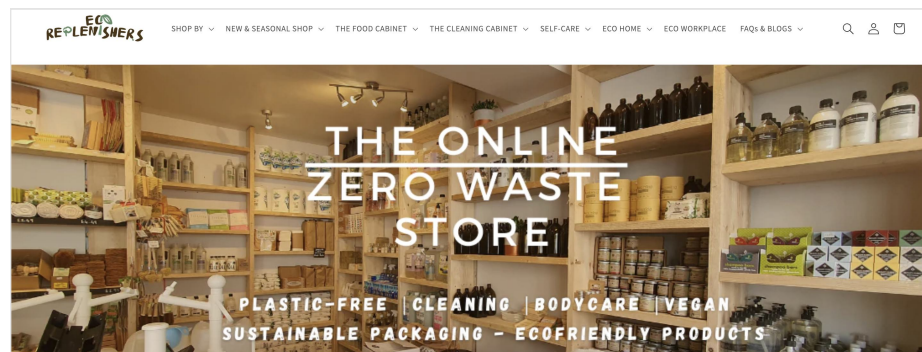 ECO
REPLENISHERS
SHOP BY
NEW & SEASONAL SHOP
THE FOOD CABINET
THE CLEANING CABINET
SELF-CARE
ECO HOME
ECO WORKPLACE
FAQs & BLOGS
THE ONLINE
ZERO WASTE
STORE
PLASTIC-FREE |CLEANING |BODYCARE |VEGAN
SUSTAINABLE PACKAGING - ECOFRIENDLY PRODUCTS